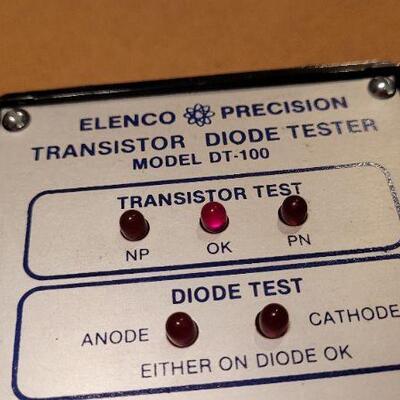 ELENCO PRECISION
TRANSISTOR DIODE TESTER
MODEL DT-100
TRANSISTOR TEST
NP OK PN
DIODE TEST
ANODE CATHODE
EITHER ON DIODE OK